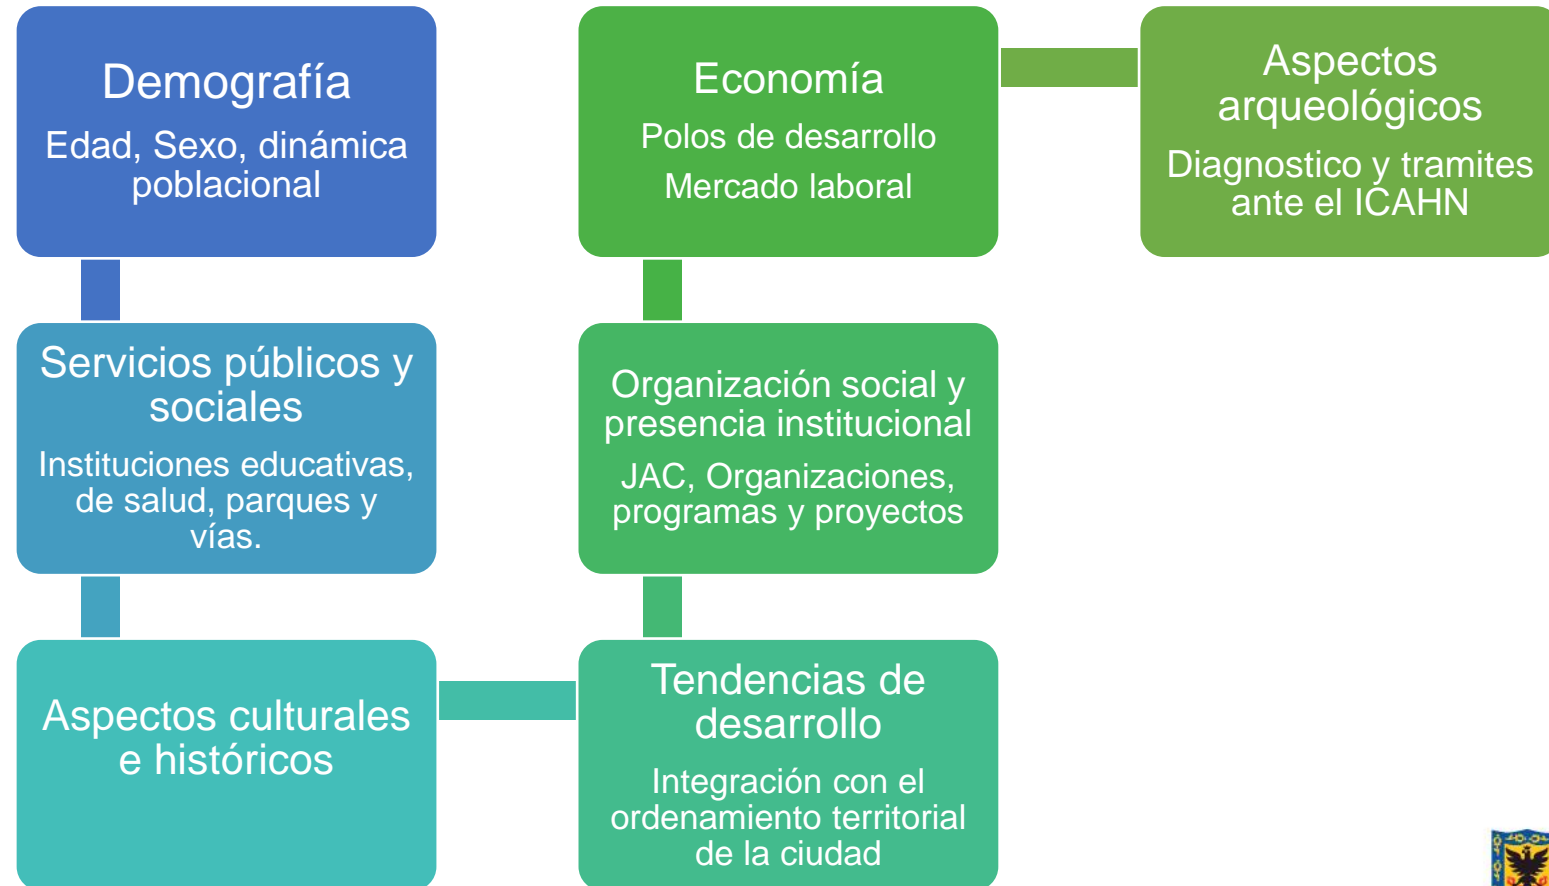 Demografía
Edad, Sexo, dinámica
poblacional
Servicios públicos y
sociales
Instituciones educativas,
de salud, parques y
vías.
Aspectos culturales
e históricos
Tendencias de
desarrollo
Integración con el
ordenamiento territorial
de la ciudad
Organización social y
presencia institucional
JAC, Organizaciones,
programas y proyectos
Economía
Polos de desarrollo
Mercado laboral
Aspectos
arqueológicos
Diagnostico y tramites
ante el ICAHN